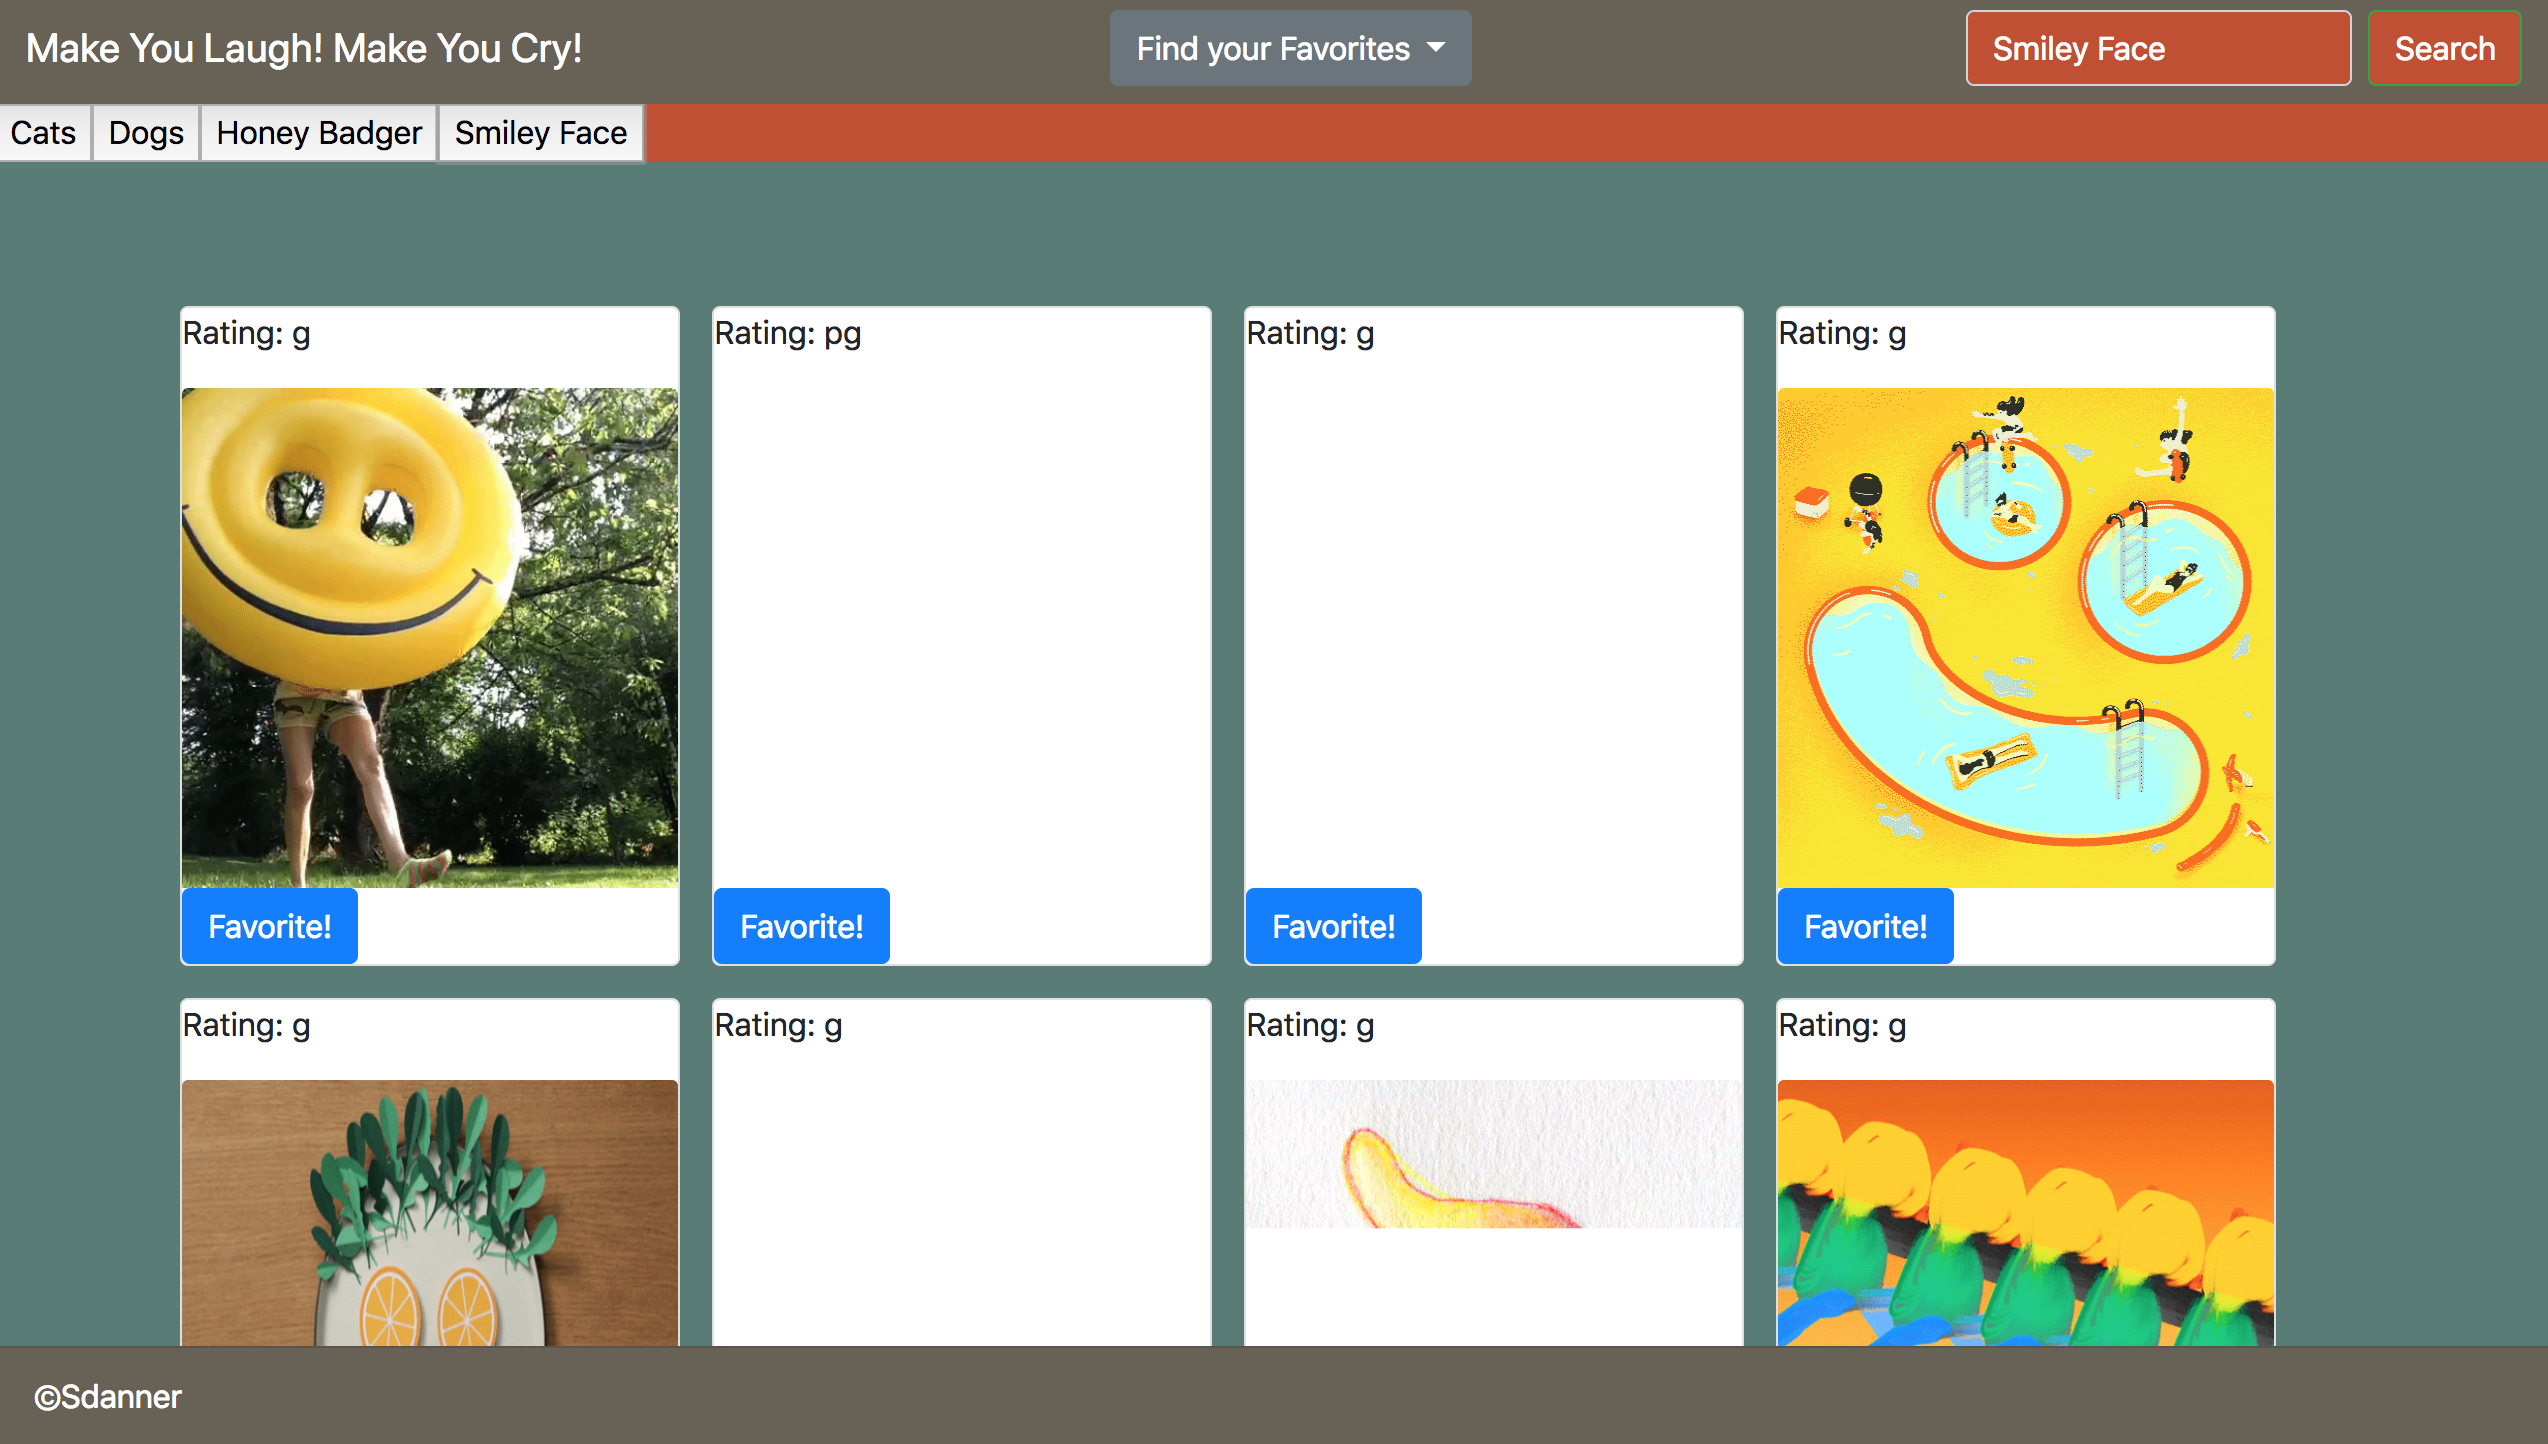 Make You Laugh! Make You Cry!
Find your Favorites
Smiley Face
Search
Cats
Dogs
Honey Badger
Smiley Face
Rating: g
Rating: pg
Rating: g
Rating: g
Favorite!
Favorite!
Favorite!
Favorite!
Rating: g
Rating: g
Rating: g
Rating: g
©Sdanner